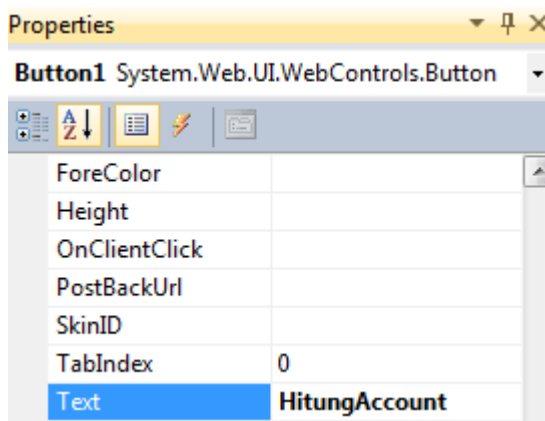 Properties
Button1 System.Web.UI.WebControls.Button
A
Z
ForeColor
Height
OnClientClick
PostBackUrl
SkinID
TabIndex 0
Text HitungAccount